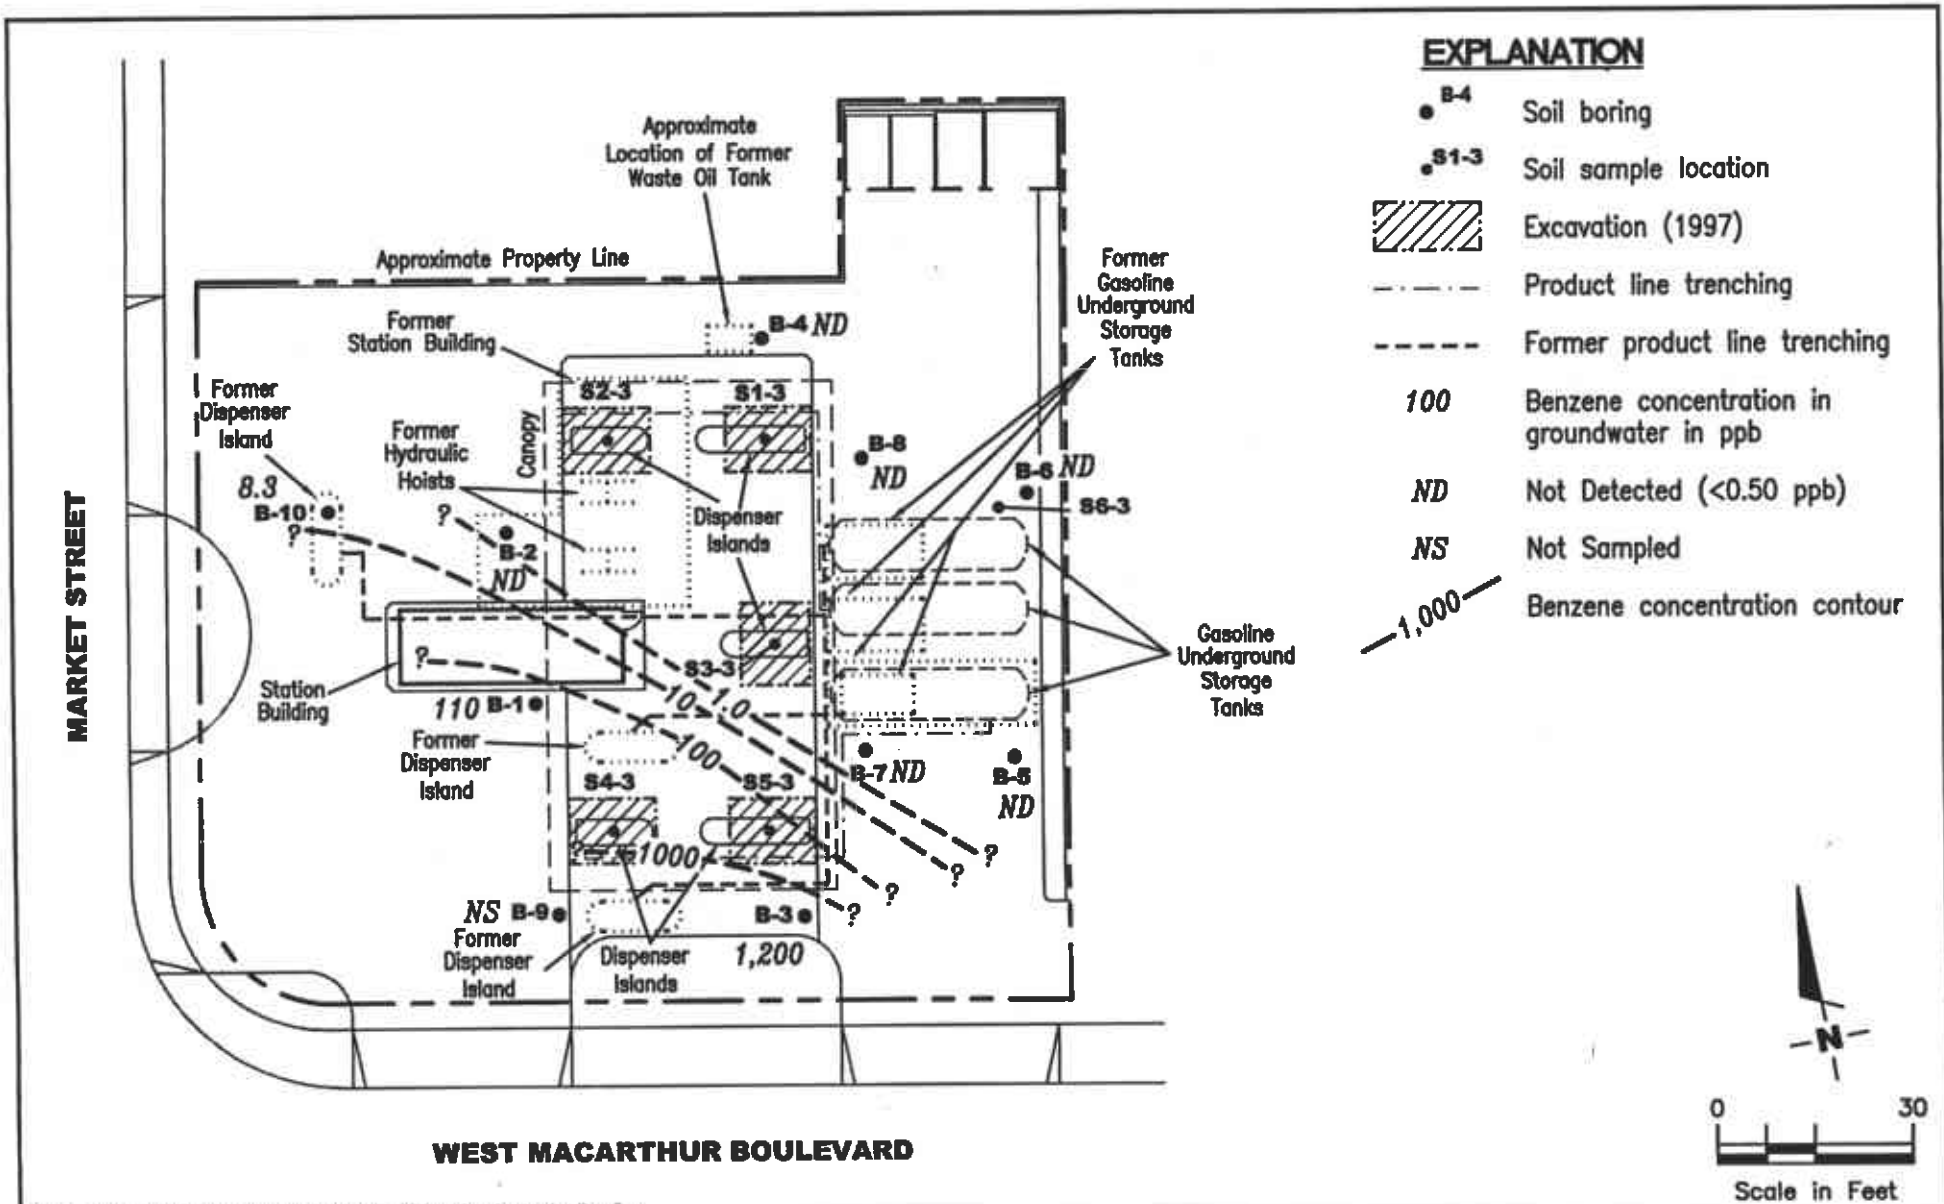 EXPLANATION
B-4
Soil boring
S1-3
Soil sample location
Excavation (1997)
Product line trenching
Former product line trenching
100
Benzene concentration in
groundwater in ppb
ND
Not Detected (<0.50 ppb)
NS
Not Sampled
1,000
Benzene concentration contour
Approximate
Location of Former
Waste Oil Tank
Approximate Property Line
Former
Station Building
B-4 ND
Former
Gasoline
Underground
Storage
Tanks
Former
Dispenser
Island
S2-3
S1-3
Canopy
Former
Hydraulic
Hoists
B-8
ND
B-6 ND
S6-3
8.3
B-10
?
?
B-2
ND
Dispenser
Islands
MARKET STREET
?
S3-3
10
1.0
Station
Building
110 B-1
Gasoline
Underground
Storage
Tanks
Former
Dispenser
Island
100
B-7 ND
B-5
ND
S4-3
S5-3
?
1000
?
?
?
?
NS B-9
Former
Dispenser
Island
B-3
1,200
Dispenser
Islands
N
WEST MACARTHUR BOULEVARD
0
30
Scale in Feet